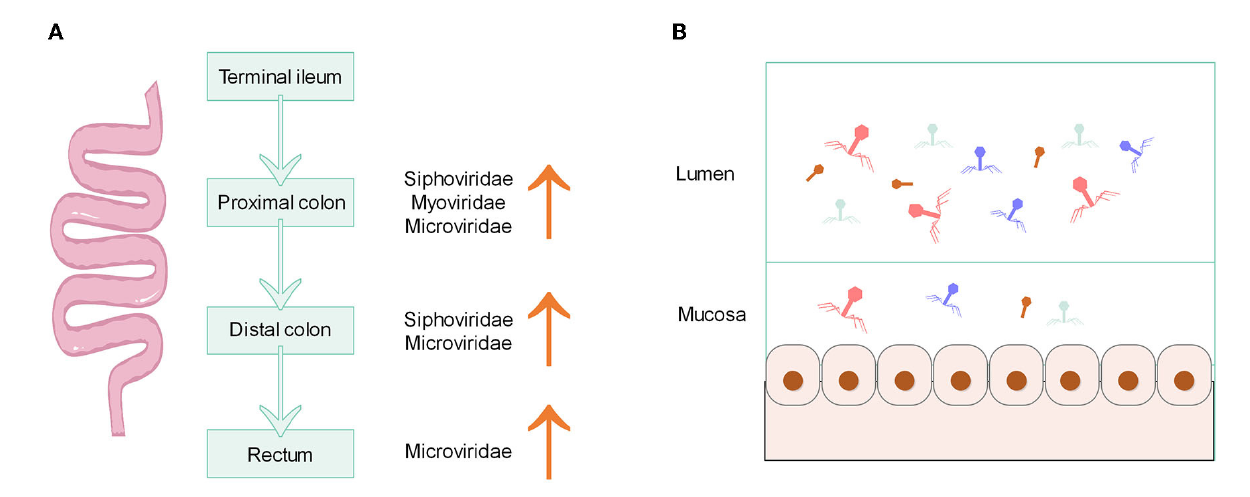 A
B
Terminal ileum
Proximal colon
Siphoviridae
Myoviridae
Microviridae
Distal colon
Siphoviridae
Microviridae
Rectum
Microviridae
Lumen
Mucosa